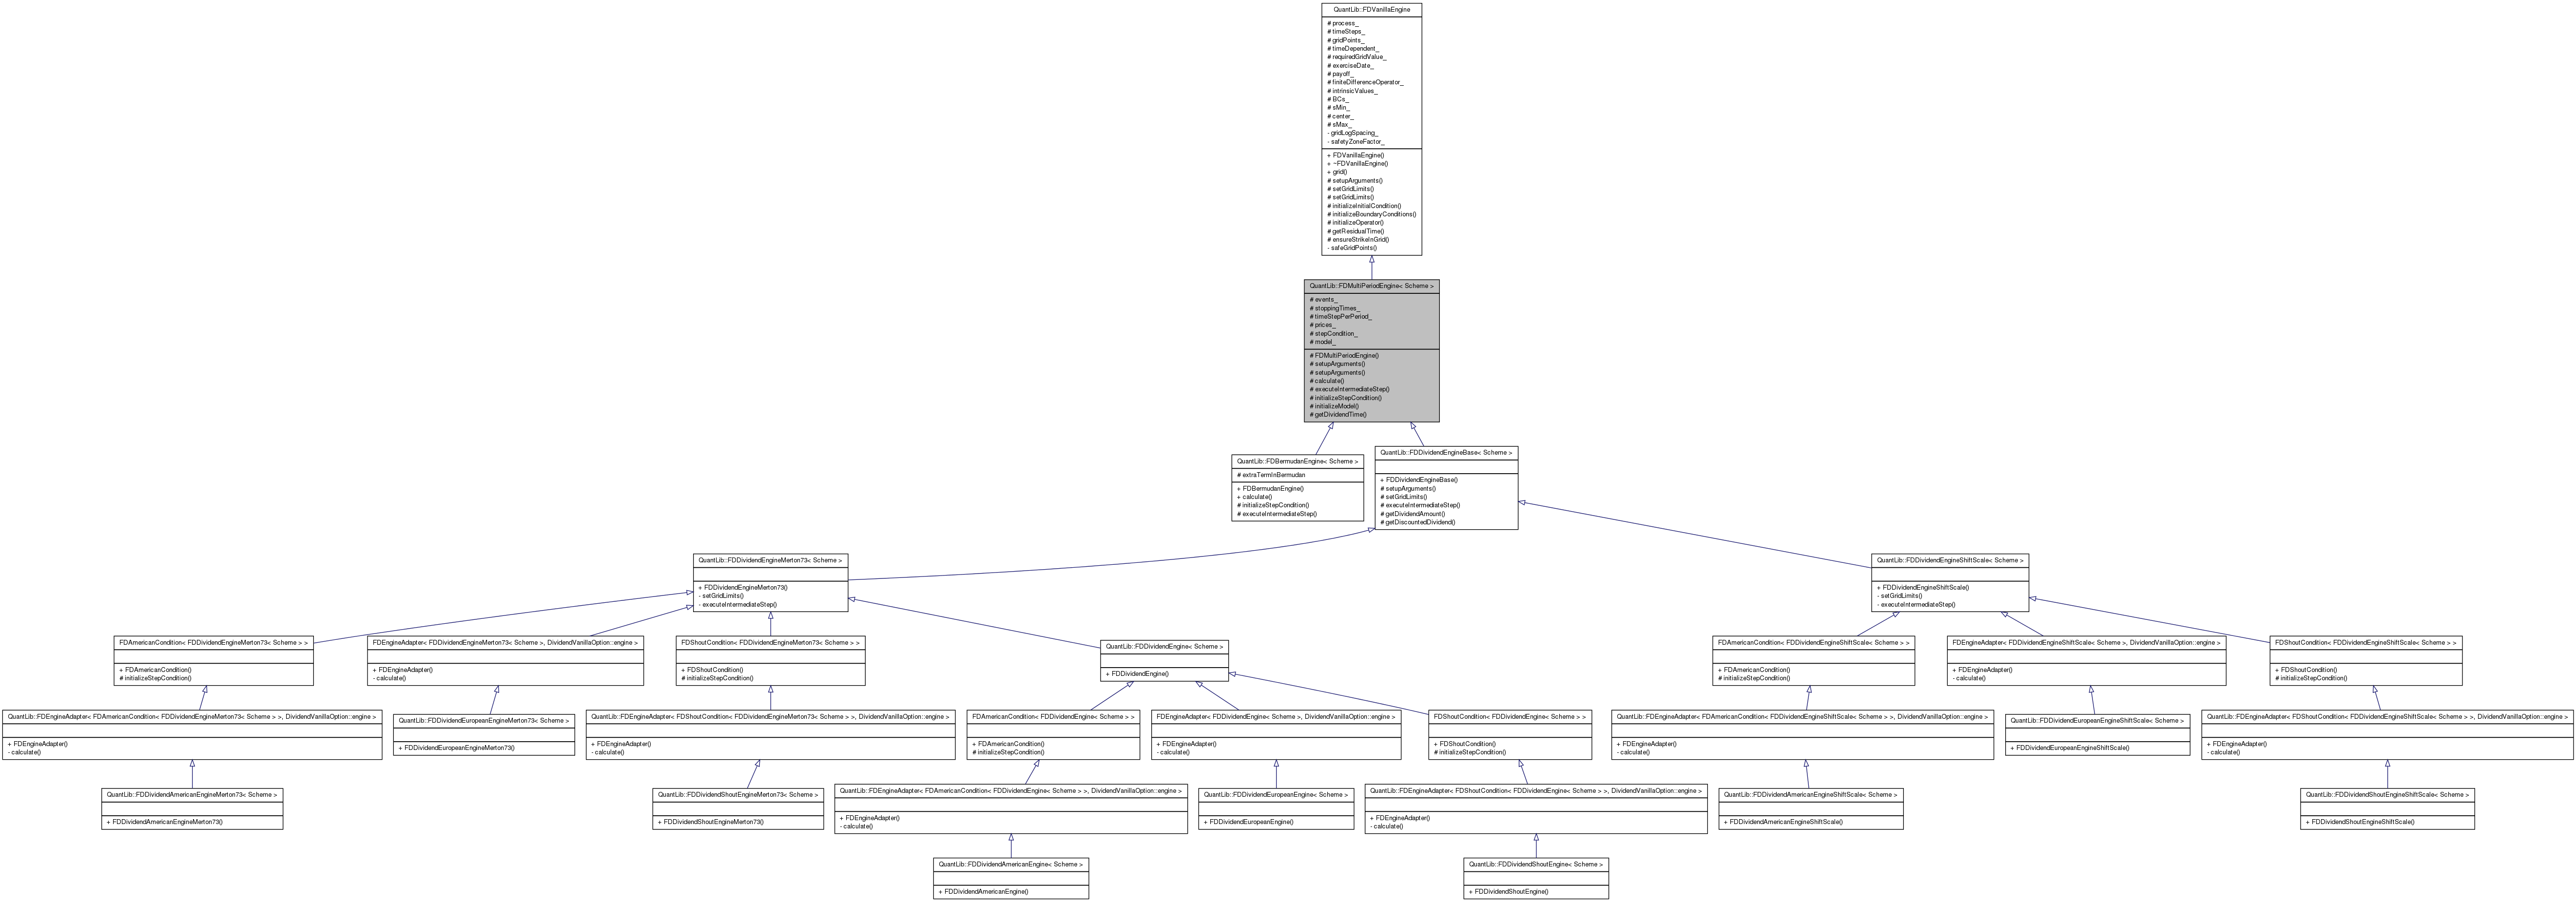 QuantLib::FDVanillaEngine
# process_
# timeSteps_
# gridPoints_
# timeDependent_
# requiredGridValue_
# exerciseDate_
# payoff_
# finiteDifferenceOperator_
# intrinsicValues_
# BCs_
# sMin_
# center_
# sMax_
- gridLogSpacing_
- safetyZoneFactor_
+ FDVanillaEngine()
+ ~FDVanillaEngine()
+ grid()
# setupArguments()
# setGridLimits()
# setGridLimits()
# initializeInitialCondition()
# initializeBoundaryConditions()
# initializeOperator()
# getResidualTime()
# ensureStrikeInGrid()
- safeGridPoints()
QuantLib::FDMultiPeriodEngine< Scheme >
# events_
# stoppingTimes_
# timeStepPerPeriod_
# prices_
# stepCondition_
# model_
# FDMultiPeriodEngine()
# setupArguments()
# setupArguments()
# calculate()
# executeIntermediateStep()
# initializeStepCondition()
# initializeModel()
# getDividendTime()
QuantLib::FDBermudanEngine< Scheme >
# extraTermInBermudan
+ FDBermudanEngine()
+ calculate()
# initializeStepCondition()
# executeIntermediateStep()
QuantLib::FDDividendEngineBase< Scheme >
+ FDDividendEngineBase()
# setupArguments()
# setGridLimits()
# executeIntermediateStep()
# getDividendAmount()
# getDiscountedDividend()
QuantLib::FDDividendEngineMerton73< Scheme >
+ FDDividendEngineMerton73()
- setGridLimits()
- executeIntermediateStep()
QuantLib::FDDividendEngineShiftScale< Scheme >
+ FDDividendEngineShiftScale()
- setGridLimits()
- executeIntermediateStep()
FDAmericanCondition< FDDividendEngineMerton73< Scheme > >
+ FDAmericanCondition()
# initializeStepCondition()
FDEngineAdapter< FDDividendEngineMerton73< Scheme >, DividendVanillaOption::engine >
+ FDEngineAdapter()
- calculate()
FDShoutCondition< FDDividendEngineMerton73< Scheme > >
+ FDShoutCondition()
# initializeStepCondition()
QuantLib::FDDividendEngine< Scheme >
+ FDDividendEngine()
FDAmericanCondition< FDDividendEngineShiftScale< Scheme > >
+ FDAmericanCondition()
# initializeStepCondition()
FDEngineAdapter< FDDividendEngineShiftScale< Scheme >, DividendVanillaOption::engine >
+ FDEngineAdapter()
- calculate()
FDShoutCondition< FDDividendEngineShiftScale< Scheme > >
+ FDShoutCondition()
# initializeStepCondition()
QuantLib::FDEngineAdapter< FDAmericanCondition< FDDividendEngineMerton73< Scheme > >, DividendVanillaOption::engine >
+ FDEngineAdapter()
- calculate()
QuantLib::FDDividendEuropeanEngineMerton73< Scheme >
+ FDDividendEuropeanEngineMerton73()
QuantLib::FDEngineAdapter< FDShoutCondition< FDDividendEngineMerton73< Scheme > >, DividendVanillaOption::engine >
+ FDEngineAdapter()
- calculate()
FDAmericanCondition< FDDividendEngine< Scheme > >
+ FDAmericanCondition()
# initializeStepCondition()
FDEngineAdapter< FDDividendEngine< Scheme >, DividendVanillaOption::engine >
+ FDEngineAdapter()
- calculate()
FDShoutCondition< FDDividendEngine< Scheme > >
+ FDShoutCondition()
# initializeStepCondition()
QuantLib::FDEngineAdapter< FDAmericanCondition< FDDividendEngineShiftScale< Scheme > >, DividendVanillaOption::engine >
+ FDEngineAdapter()
- calculate()
QuantLib::FDDividendEuropeanEngineShiftScale< Scheme >
+ FDDividendEuropeanEngineShiftScale()
QuantLib::FDEngineAdapter< FDShoutCondition< FDDividendEngineShiftScale< Scheme > >, DividendVanillaOption::engine >
+ FDEngineAdapter()
- calculate()
QuantLib::FDDividendAmericanEngineMerton73< Scheme >
+ FDDividendAmericanEngineMerton73()
QuantLib::FDDividendShoutEngineMerton73< Scheme >
+ FDDividendShoutEngineMerton73()
QuantLib::FDEngineAdapter< FDAmericanCondition< FDDividendEngine< Scheme > >, DividendVanillaOption::engine >
+ FDEngineAdapter()
- calculate()
QuantLib::FDDividendEuropeanEngine< Scheme >
+ FDDividendEuropeanEngine()
QuantLib::FDEngineAdapter< FDShoutCondition< FDDividendEngine< Scheme > >, DividendVanillaOption::engine >
+ FDEngineAdapter()
- calculate()
QuantLib::FDDividendAmericanEngineShiftScale< Scheme >
+ FDDividendAmericanEngineShiftScale()
QuantLib::FDDividendShoutEngineShiftScale< Scheme >
+ FDDividendShoutEngineShiftScale()
QuantLib::FDDividendAmericanEngine< Scheme >
+ FDDividendAmericanEngine()
QuantLib::FDDividendShoutEngine< Scheme >
+ FDDividendShoutEngine()